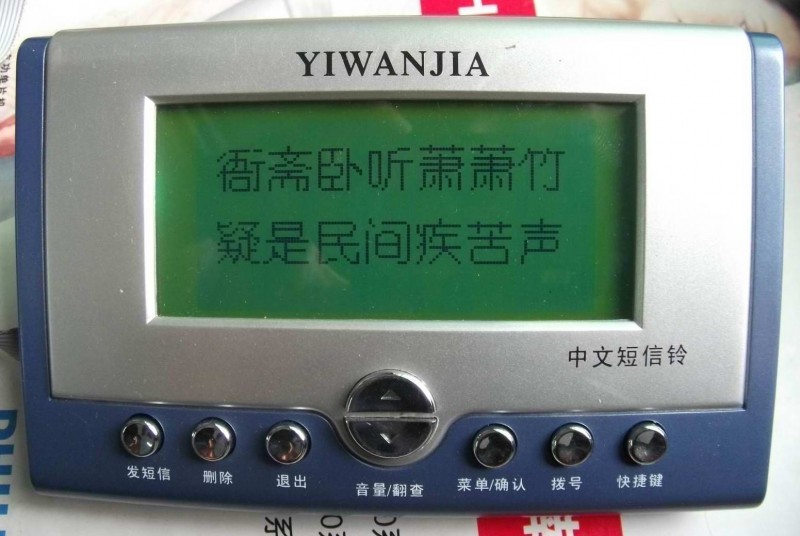 YIWANJIA
衙斋卧听萧萧竹
疑是民间疾苦声
中文短信铃
发短信 删除 退出 音量/翻查 菜单/确认 拨号 快捷键